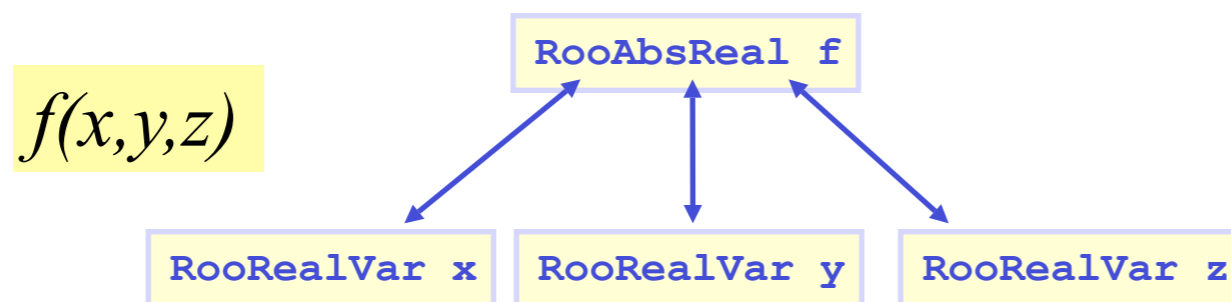 RooAbsReal f
f(x,y,z)
RooRealVar x
RooRealVar y
RooRealVar z